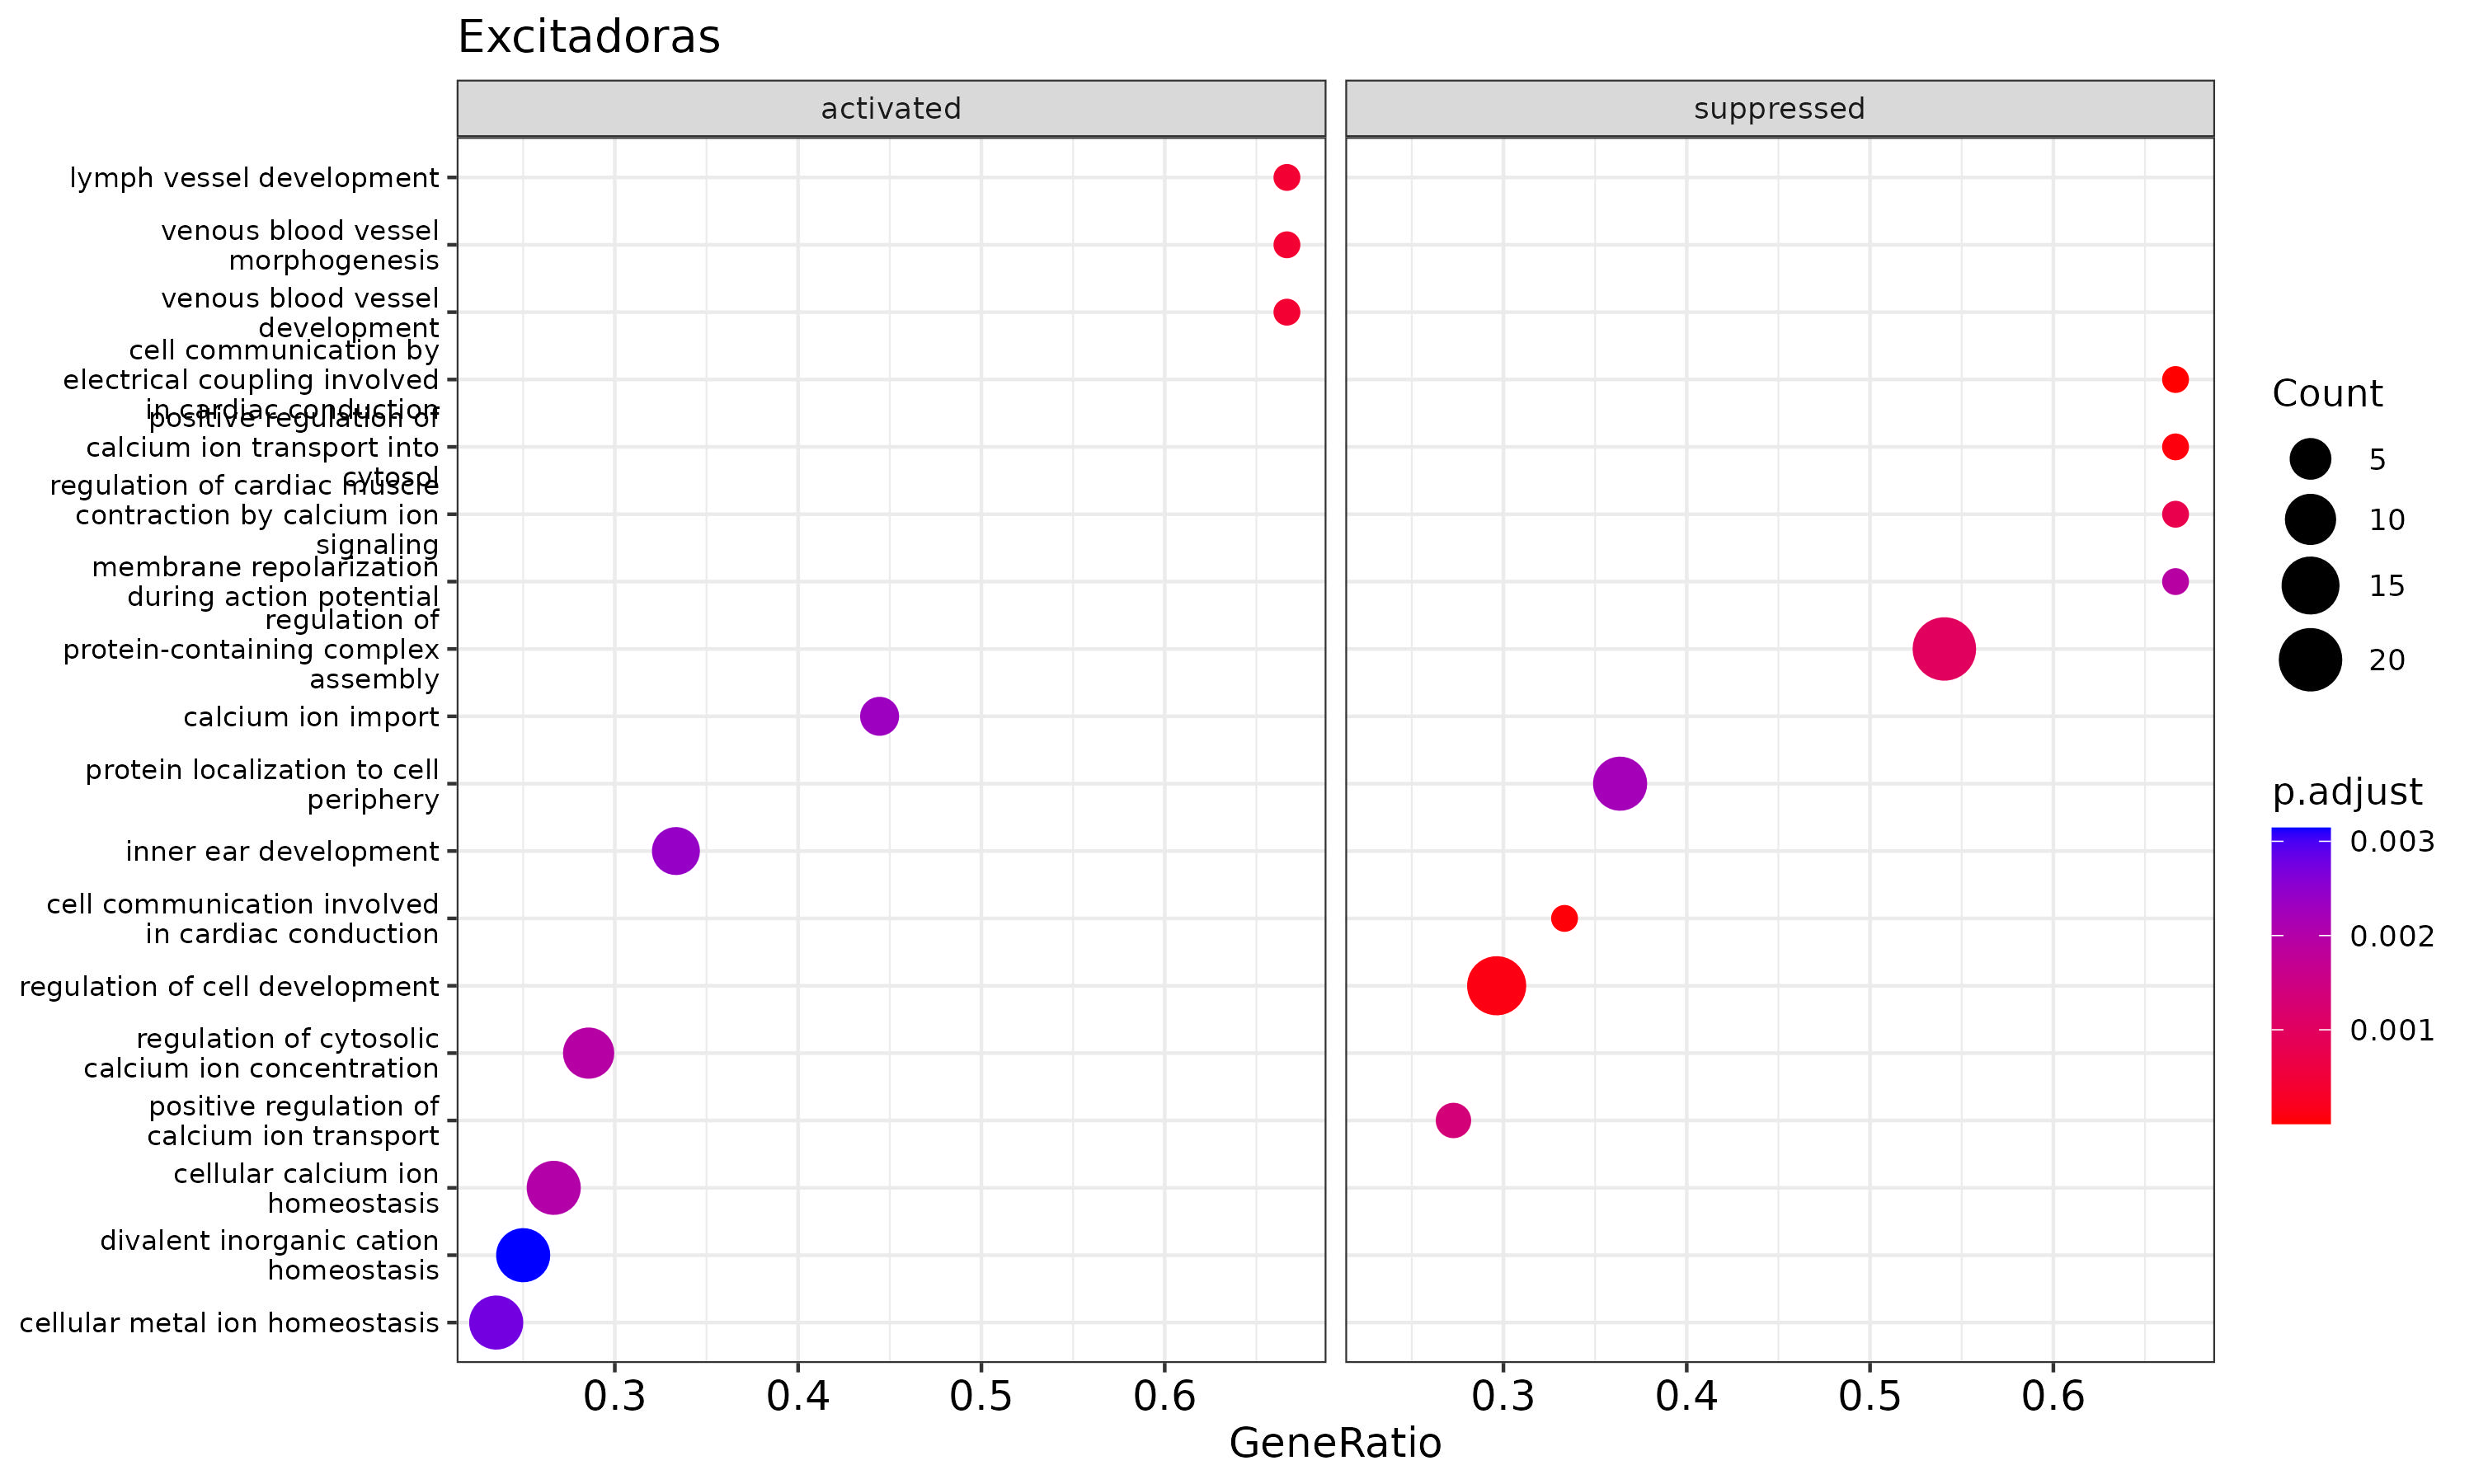 Excitadoras
activated
suppressed
lymph vessel development
venous blood vessel
morphogenesis
venous blood vessel
development
cell communication by
electrical coupling involved
in cardiac conduction
positive regulation of
calcium ion transport into
cytosol
regulation of cardiac muscle
contraction by calcium ion
signaling
membrane repolarization
during action potential
regulation of
protein-containing complex
assembly
calcium ion import
protein localization to cell
periphery
inner ear development
cell communication involved
in cardiac conduction
regulation of cell development
regulation of cytosolic
calcium ion concentration
positive regulation of
calcium ion transport
cellular calcium ion
homeostasis
divalent inorganic cation
homeostasis
cellular metal ion homeostasis
0.3 0.4 0.5 0.6
0.3 0.4 0.5 0.6
GeneRatio
Count
5
10
15
20
p.adjust
0.003
0.002
0.001